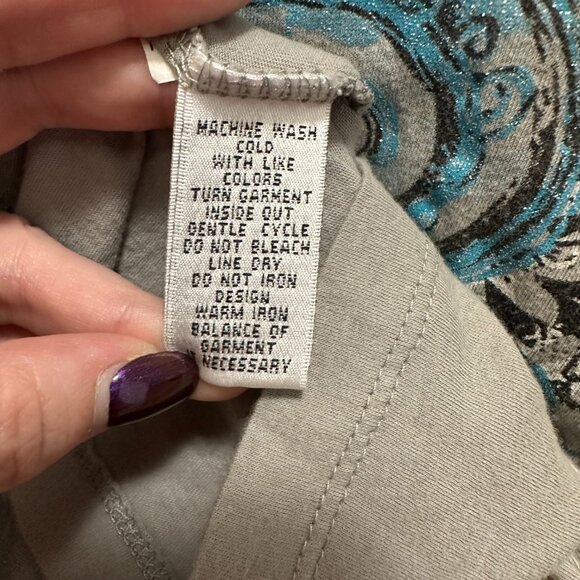 MACHINE WASH
COLD
WITH LIKE
COLORS
TURN GARMENT
INSIDE OUT
GENTLE CYCLE
DO NOT BLEACH
LINE DRY
DO NOT IRON
DESIGN
WARM IRON
BALANCE OF
GARMENT
NECESSARY